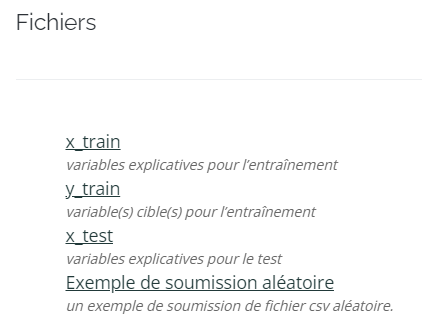 Fichiers
x_train
variables explicatives pour l’entraînement
y_train
variable(s) cible(s) pour l’entraînement
x_test
variables explicatives pour le test
Exemple de soumission aléatoire
un exemple de soumission de fichier csv aléatoire.